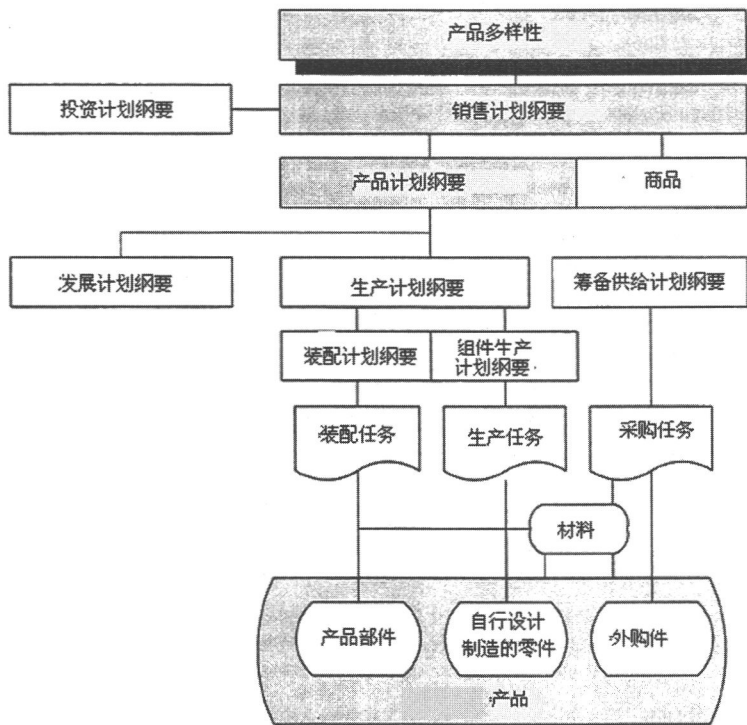 产品多样性
投资计划纲要
销售计划纲要
产品计划纲要
商品
发展计划纲要
生产计划纲要
筹备供给计划纲要
装配计划纲要
组件生产
计划纲要
装配任务
生产任务
采购任务
材料
产品部件
自行设计
制造的零件
外购件
产品